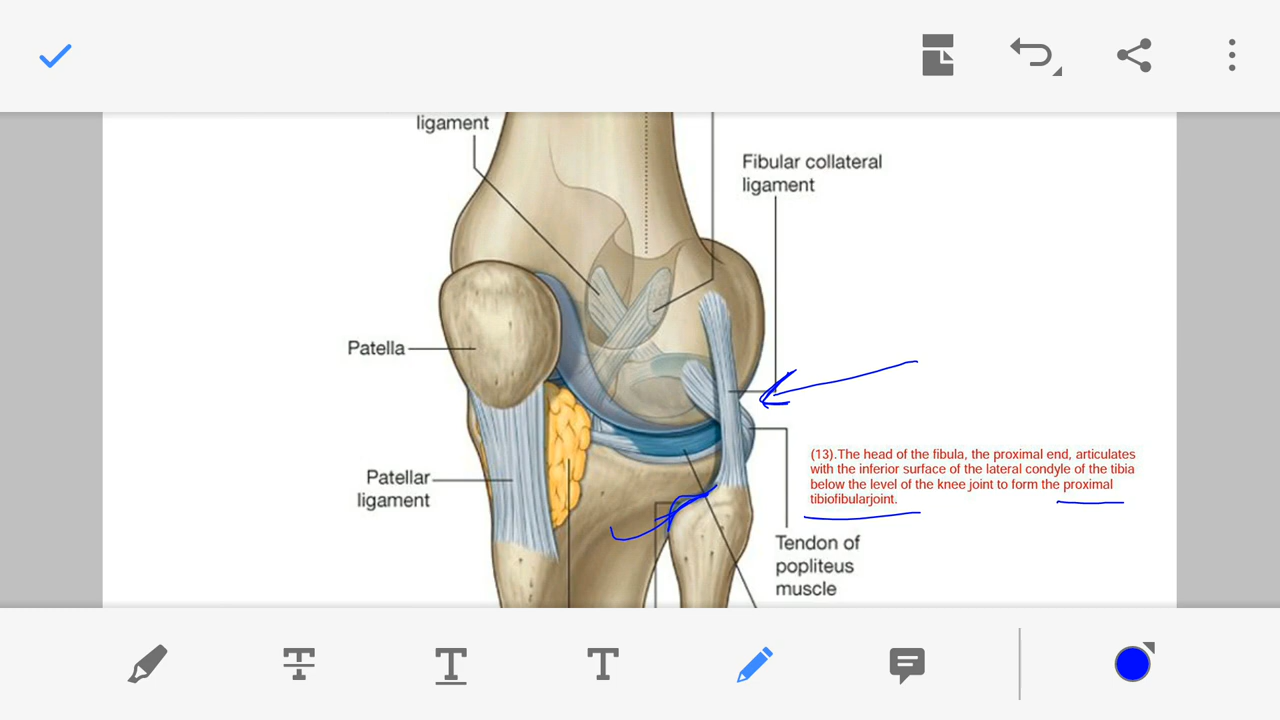 ligament
Fibular collateral
ligament
Patella
Patellar
ligament
(13).The head of the fibula, the proximal end, articulates
with the inferior surface of the lateral condyle of the tibia
below the level of the knee joint to form the proximal
tibiofibularjoint.
Tendon of
popliteus
muscle